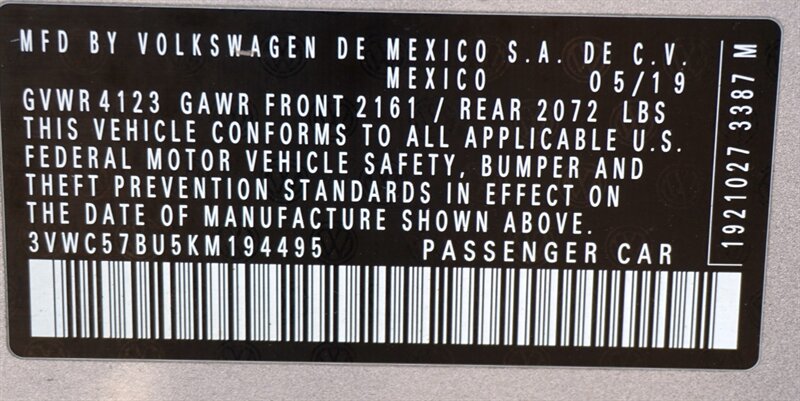 MFD BY VOLKSWAGEN DE MEXICO S.A. DE C.V.
MEXICO 05/19
GVWR 4123 GAWR FRONT 2161 / REAR 2072 LBS
THIS VEHICLE CONFORMS TO ALL APPLICABLE U.S.
FEDERAL MOTOR VEHICLE SAFETY, BUMPER AND
THEFT PREVENTION STANDARDS IN EFFECT ON
THE DATE OF MANUFACTURE SHOWN ABOVE.
3VWC57BU5KM194495 PASSENGER CAR
1921027 3387 M